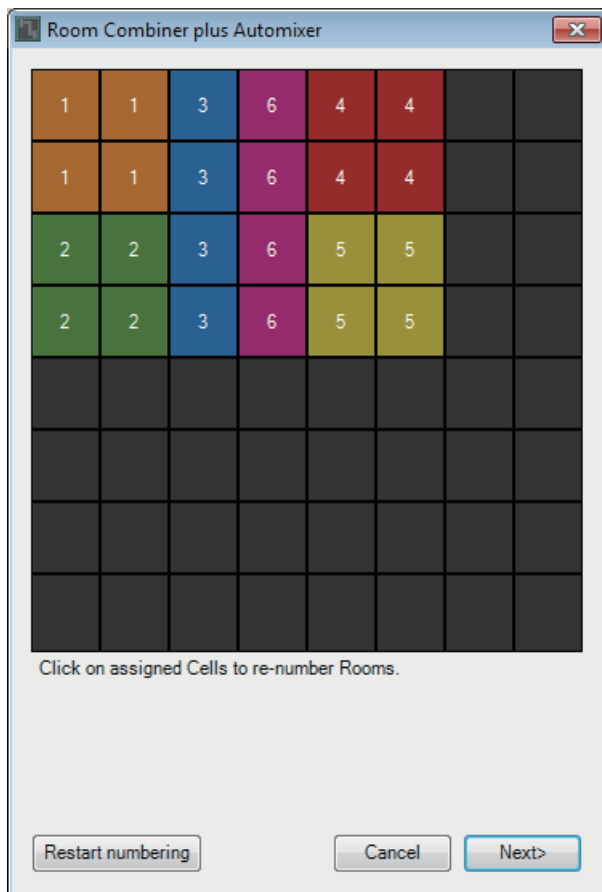 Room Combiner plus Automixer
1 1 3 6 4 4
1 1 3 6 4 4
2 2 3 6 5 5
2 2 3 6 5 5
Click on assigned Cells to re-number Rooms.
Restart numbering Cancel Next>